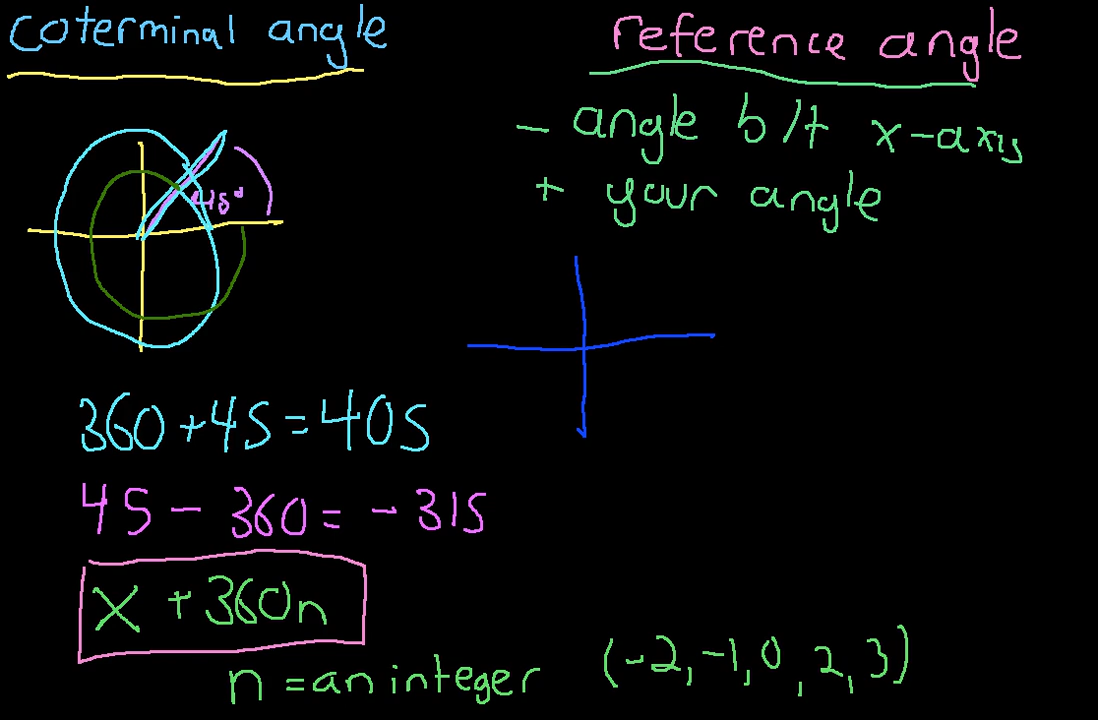 coterminal angle
reference angle
- angle b/t x-axis
+ your angle
45°
360+45=405
45-360=-315
x+360n
n=an integer (-2,-1,0,2,3)